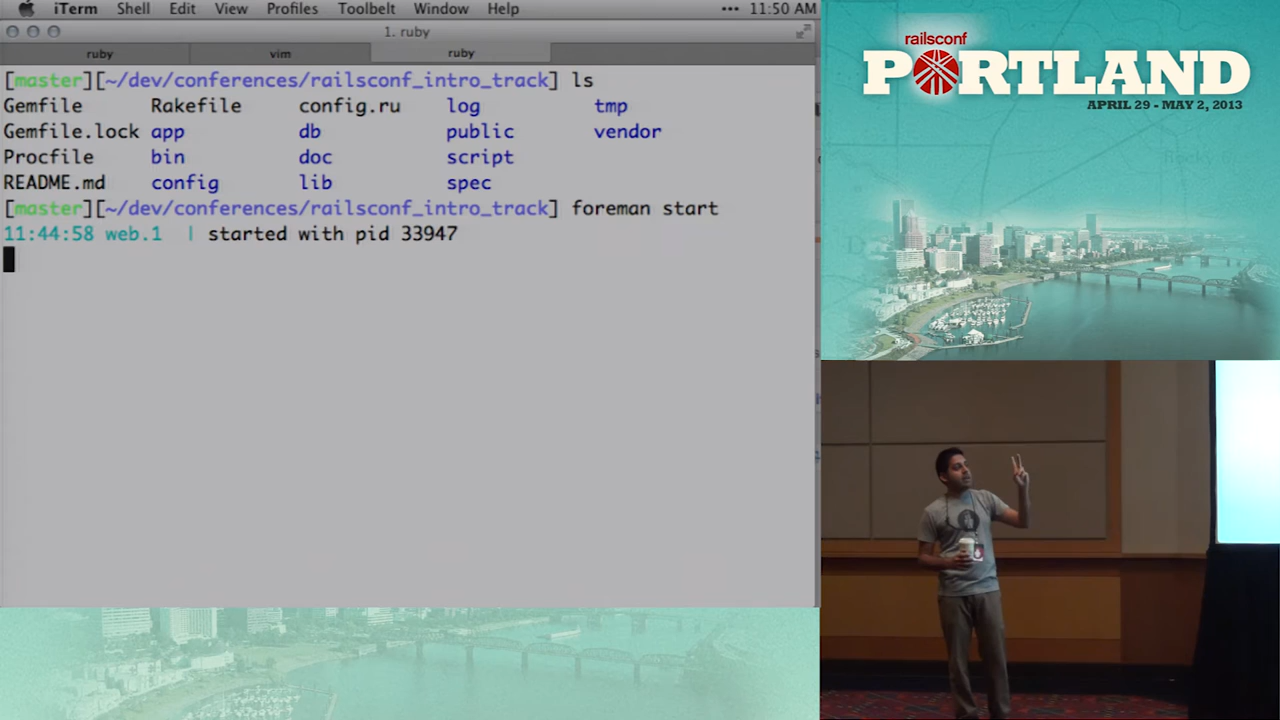 iTerm Shell Edit View Profiles Toolbelt Window Help ••• 11:50 AM
1. ruby
ruby vim ruby
[master][~/dev/conferences/railsconf_intro_track] ls
Gemfile Rakefile config.ru log tmp
Gemfile.lock app db public vendor
Procfile bin doc script
README.md config lib spec
[master][~/dev/conferences/railsconf_intro_track] foreman start
11:44:58 web.1 | started with pid 33947
railsconf
PORTLAND
APRIL 29 - MAY 2, 2013